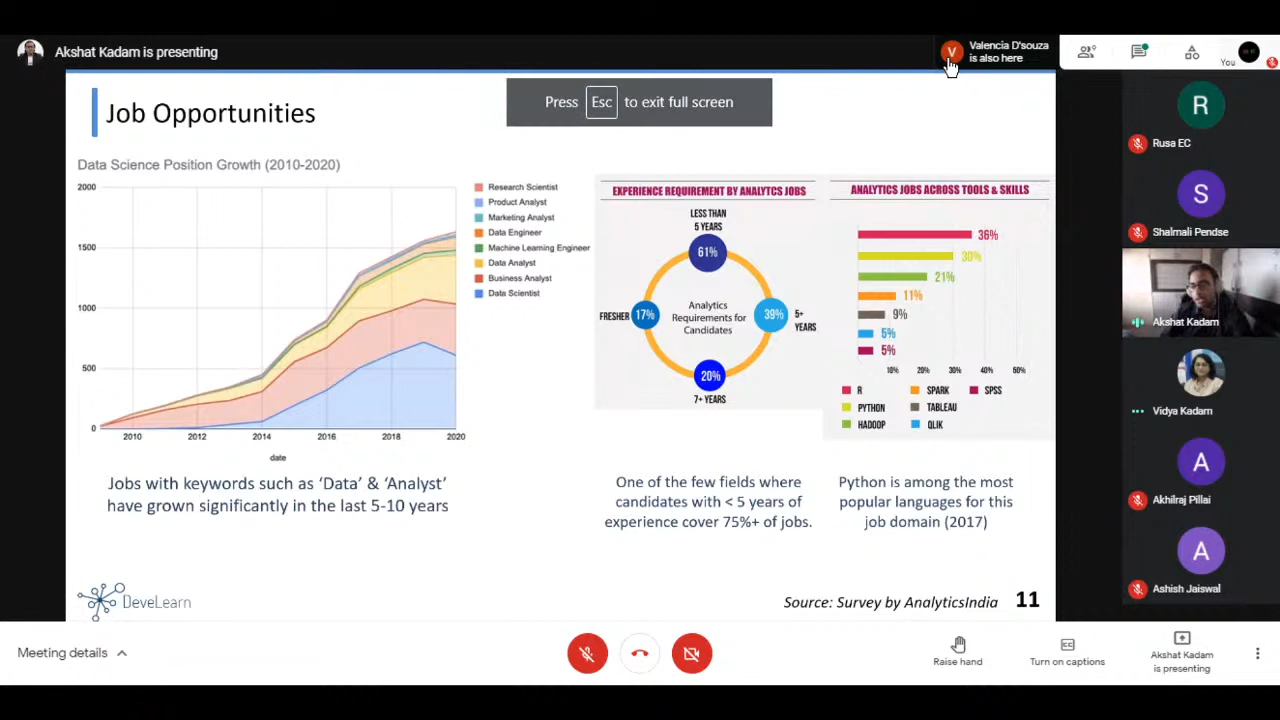 Akshat Kadam is presenting
V
Valencia D'souza
is also here
You
Press Esc to exit full screen
Job Opportunities
Data Science Position Growth (2010-2020)
2000
1500
1000
500
0
2010
2012
2014
2016
2018
2020
date
Research Scientist
Product Analyst
Marketing Analyst
Data Engineer
Machine Learning Engineer
Data Analyst
Business Analyst
Data Scientist
Jobs with keywords such as ‘Data’ & ‘Analyst’
have grown significantly in the last 5-10 years
EXPERIENCE REQUIREMENT BY ANALYTCS JOBS
LESS THAN
5 YEARS
61%
FRESHER 17%
Analytics
Requirements for
Candidates
39% 5+
YEARS
20%
7+ YEARS
One of the few fields where
candidates with < 5 years of
experience cover 75%+ of jobs.
ANALYTICS JOBS ACROSS TOOLS & SKILLS
36%
30%
21%
11%
9%
5%
5%
10% 20% 30% 40% 50%
R SPARK SPSS
PYTHON TABLEAU
HADOOP QLIK
Python is among the most
popular languages for this
job domain (2017)
DeveLearn
Source: Survey by AnalyticsIndia 11
R
Rusa EC
S
Shalmali Pendse
Akshat Kadam
Vidya Kadam
A
Akhilraj Pillai
A
Ashish Jaiswal
Meeting details
Raise hand
Turn on captions
Akshat Kadam
is presenting